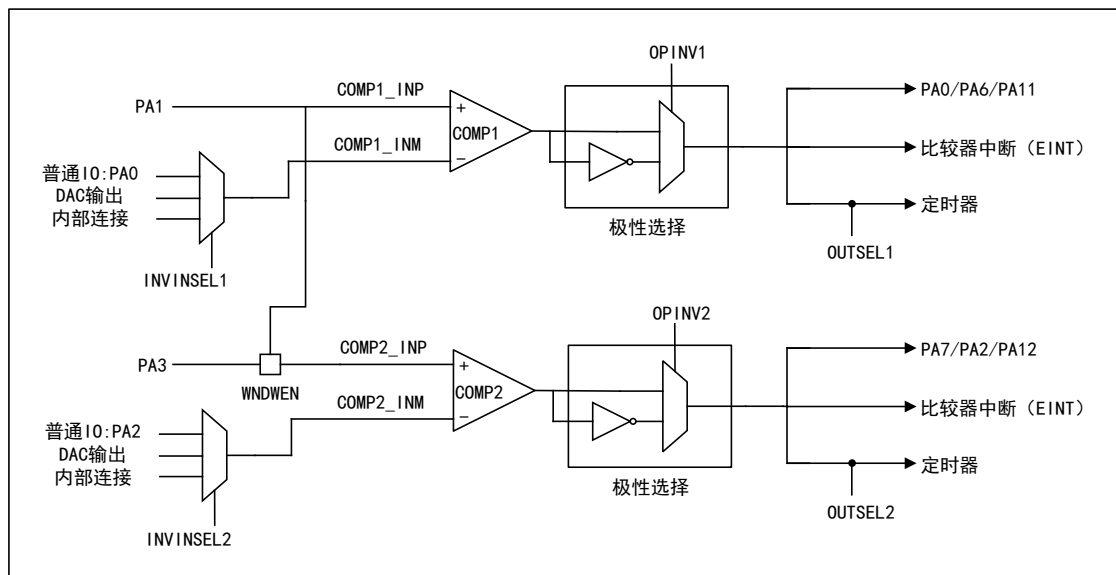 OPINV1
PA1
COMP1_INP
+
COMP1
COMP1_INM
−
PA0/PA6/PA11
比较器中断（EINT）
普通IO:PA0
DAC输出
内部连接
定时器
极性选择
INVINSEL1
OUTSEL1
OPINV2
PA3
COMP2_INP
+
COMP2
WNDWEN
COMP2_INM
−
PA7/PA2/PA12
比较器中断（EINT）
普通IO:PA2
DAC输出
内部连接
定时器
极性选择
INVINSEL2
OUTSEL2